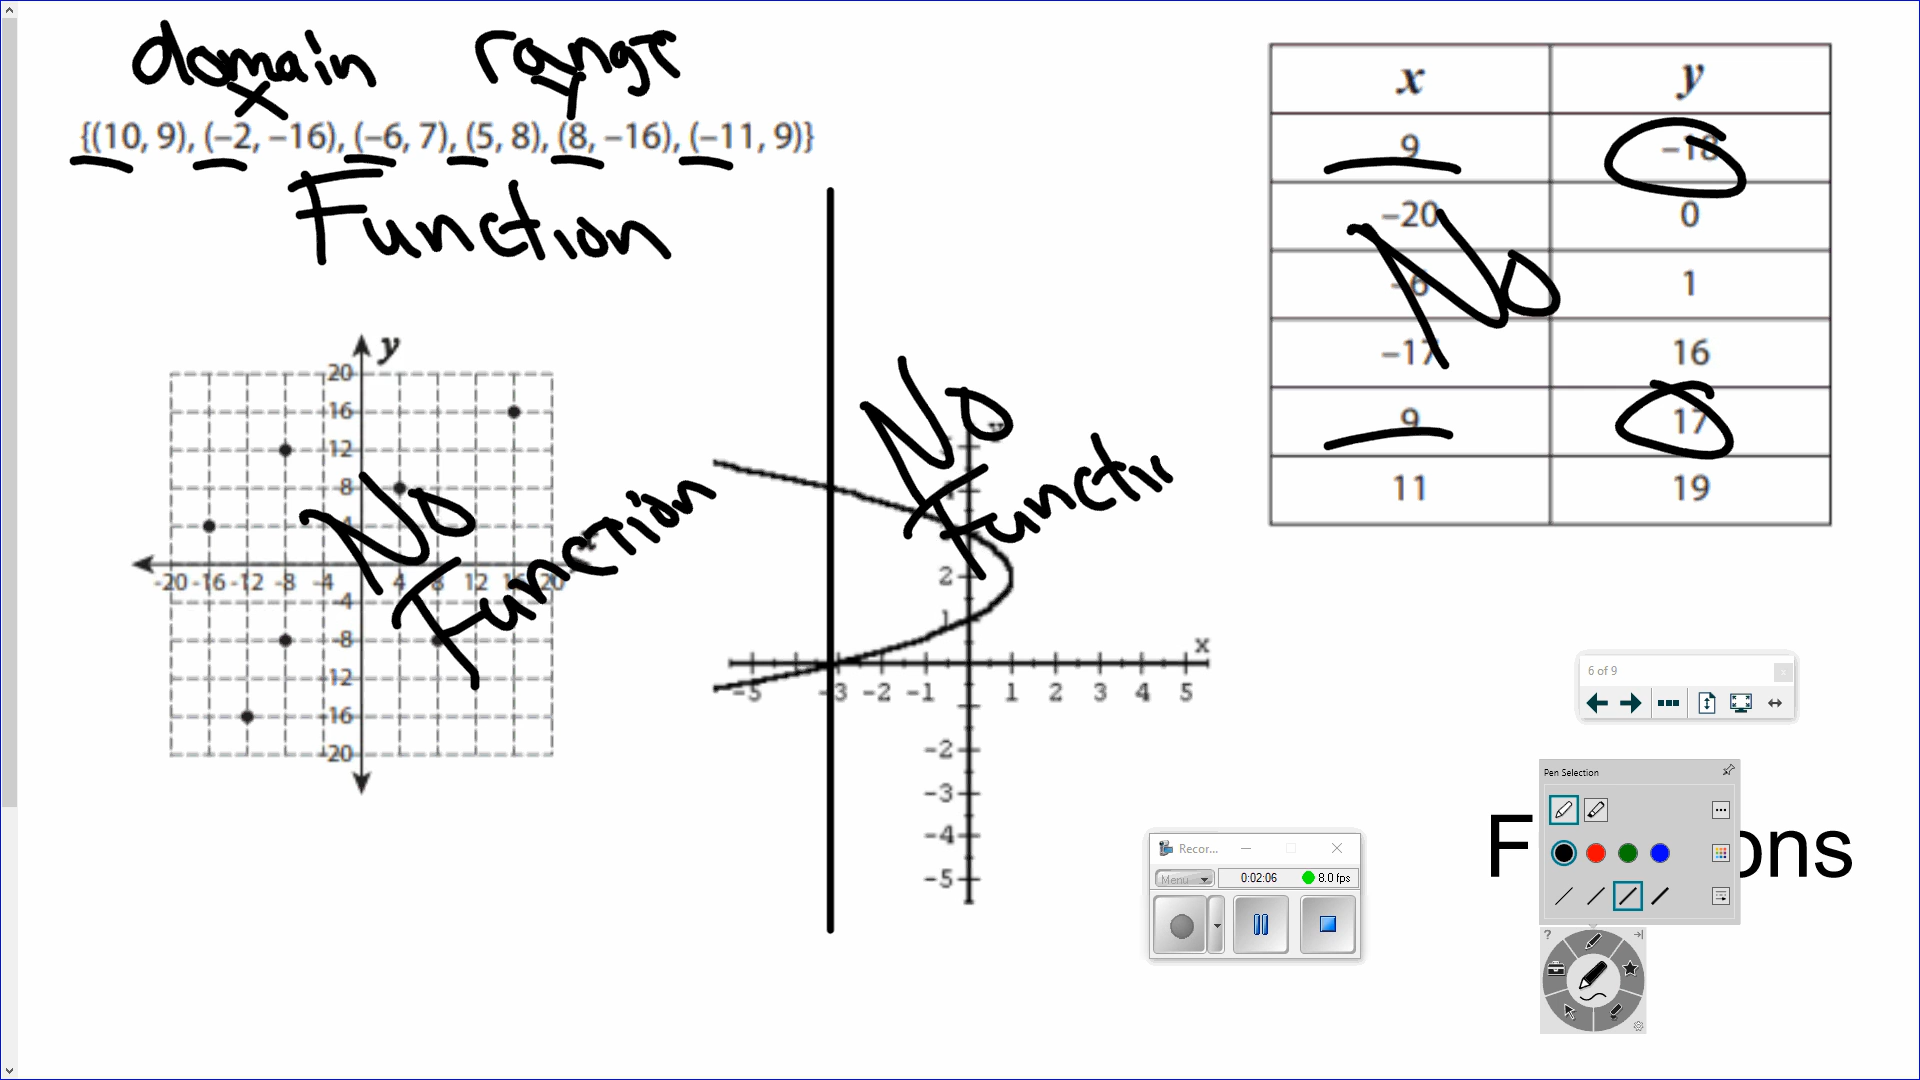 domain range
x y
{(10, 9), (−2, −16), (−6, 7), (5, 8), (8, −16), (−11, 9)}
Function
x y
9 −18
−20 0
−6 1
−17 16
9 17
11 19
No
y
20
16
12
8
4
-20 -16 -12 -8 -4 4 8 12 16 20
-4
-8
-12
-16
-20
No
Function
No
Functi
2
1
x
-5 -3 -2 -1 1 2 3 4 5
-2
-3
-4
-5
6 of 9
Pen Selection
Recor...
Menu
0:02:06 8.0 fps
F ons
?